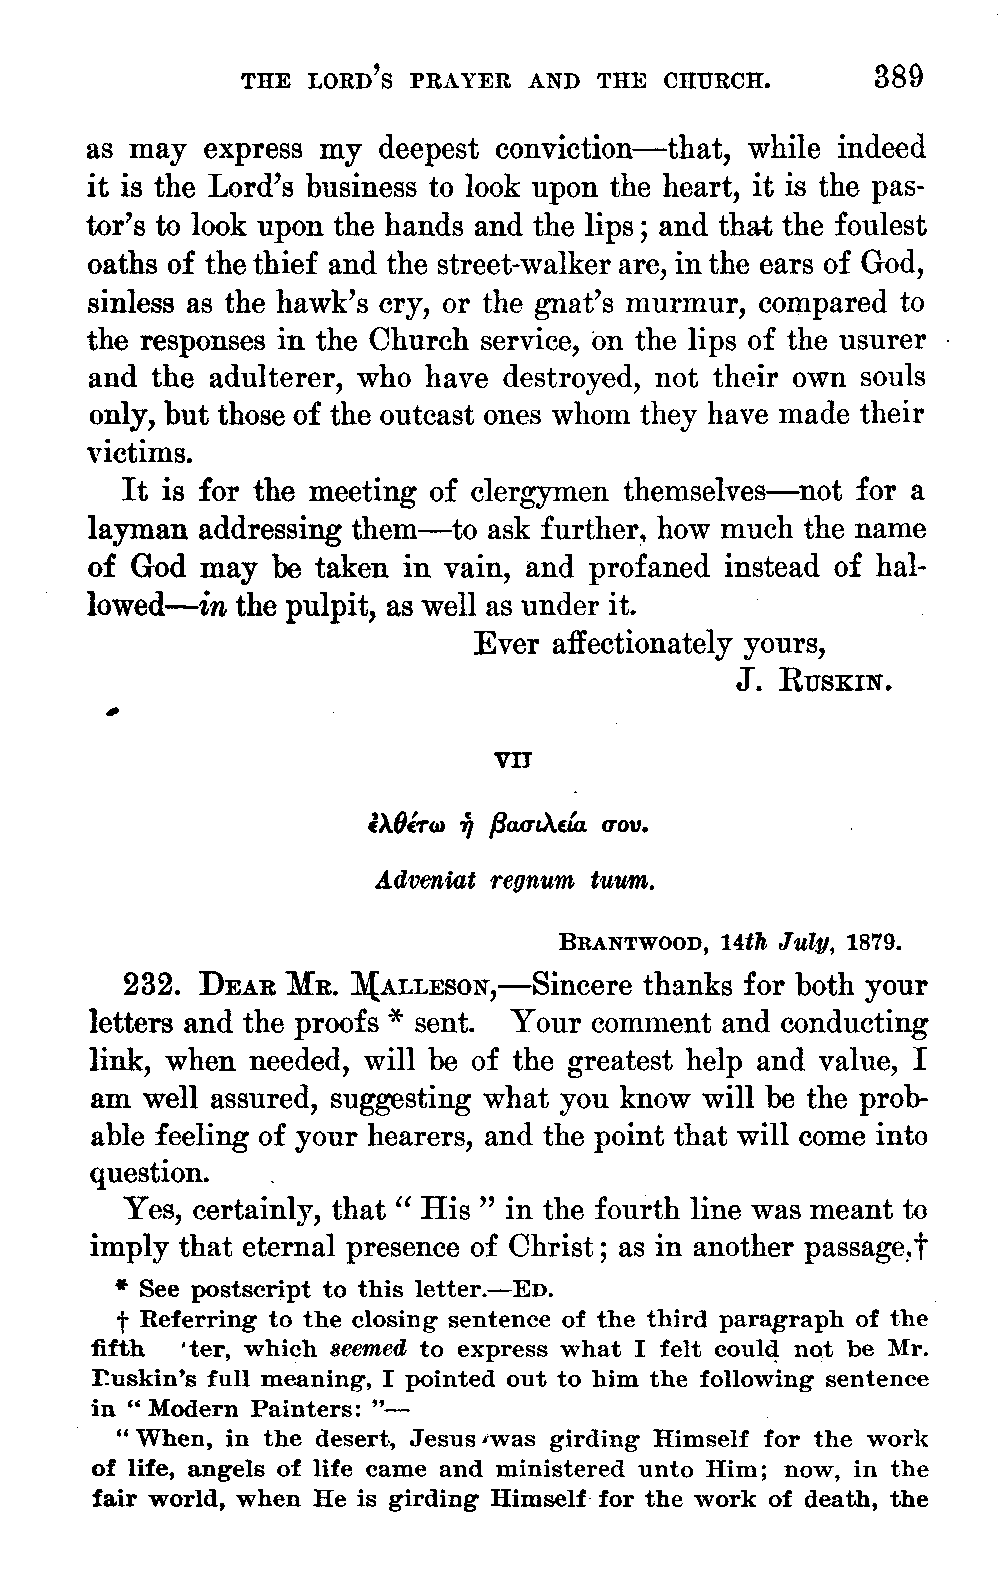 THE LORD'S PRAYER AND THE CHURCH. 389
as may express my deepest conviction—that, while indeed
it is the Lord's business to look upon the heart, it is the pas-
tor's to look upon the hands and the lips; and that the foulest
oaths of the thief and the street-walker are, in the ears of God,
sinless as the hawk's cry, or the gnat's murmur, compared to
the responses in the Church service, on the lips of the usurer
and the adulterer, who have destroyed, not their own souls
only, but those of the outcast ones whom they have made their
victims.
It is for the meeting of clergymen themselves—not for a
layman addressing them—to ask further, how much the name
of God may be taken in vain, and profaned instead of hal-
lowed—in the pulpit, as well as under it.
Ever affectionately yours,
J. RUSKIN.
VII
ἐλθέτω ἡ βασιλεία σου.
Adveniat regnum tuum.
BRANTWOOD, 14th July, 1879.
232. DEAR MR. MALLESON,—Sincere thanks for both your
letters and the proofs * sent. Your comment and conducting
link, when needed, will be of the greatest help and value, I
am well assured, suggesting what you know will be the prob-
able feeling of your hearers, and the point that will come into
question.
Yes, certainly, that “ His ” in the fourth line was meant to
imply that eternal presence of Christ; as in another passage,†
* See postscript to this letter.—ED.
† Referring to the closing sentence of the third paragraph of the
fifth 'ter, which seemed to express what I felt could not be Mr.
Ruskin's full meaning, I pointed out to him the following sentence
in “ Modern Painters: ”—
“ When, in the desert, Jesus was girding Himself for the work
of life, angels of life came and ministered unto Him; now, in the
fair world, when He is girding Himself for the work of death, the